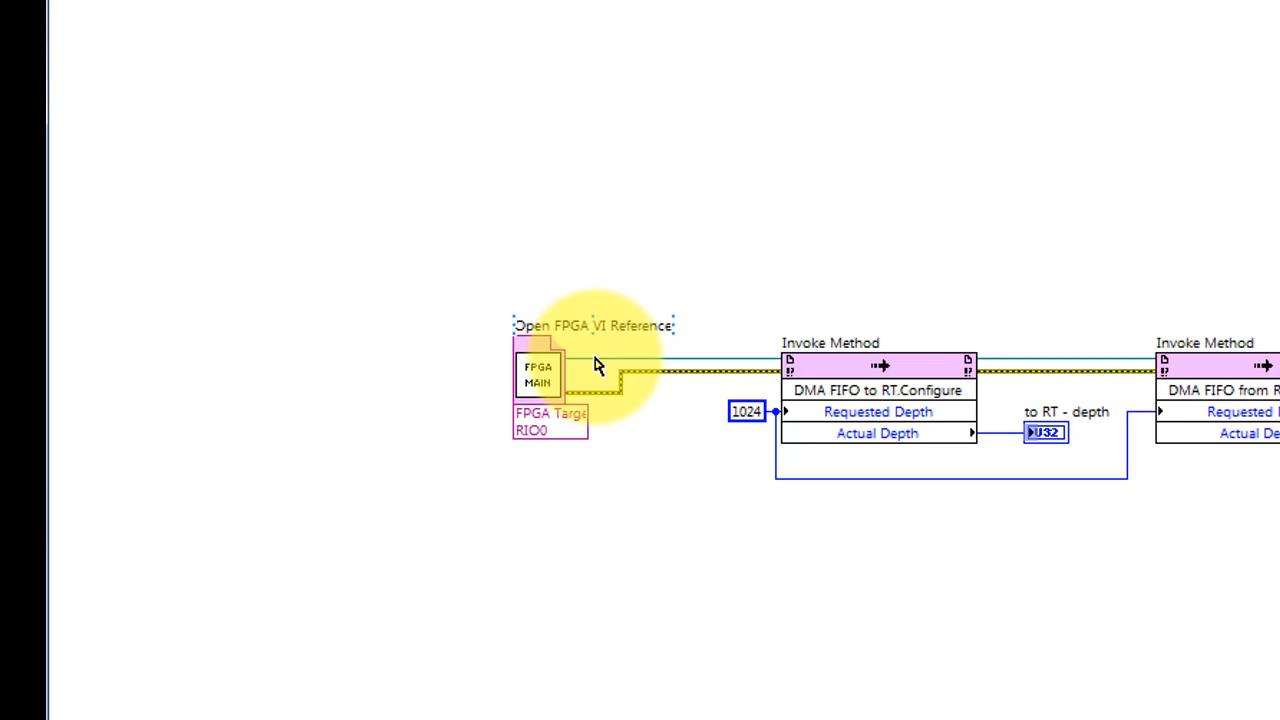 Open FPGA VI Reference
FPGA
MAIN
FPGA Targe
RIO0
Invoke Method
DMA FIFO to RT.Configure
1024
Requested Depth
Actual Depth
to RT - depth
U32
Invoke Method
DMA FIFO from R
Requested
Actual De